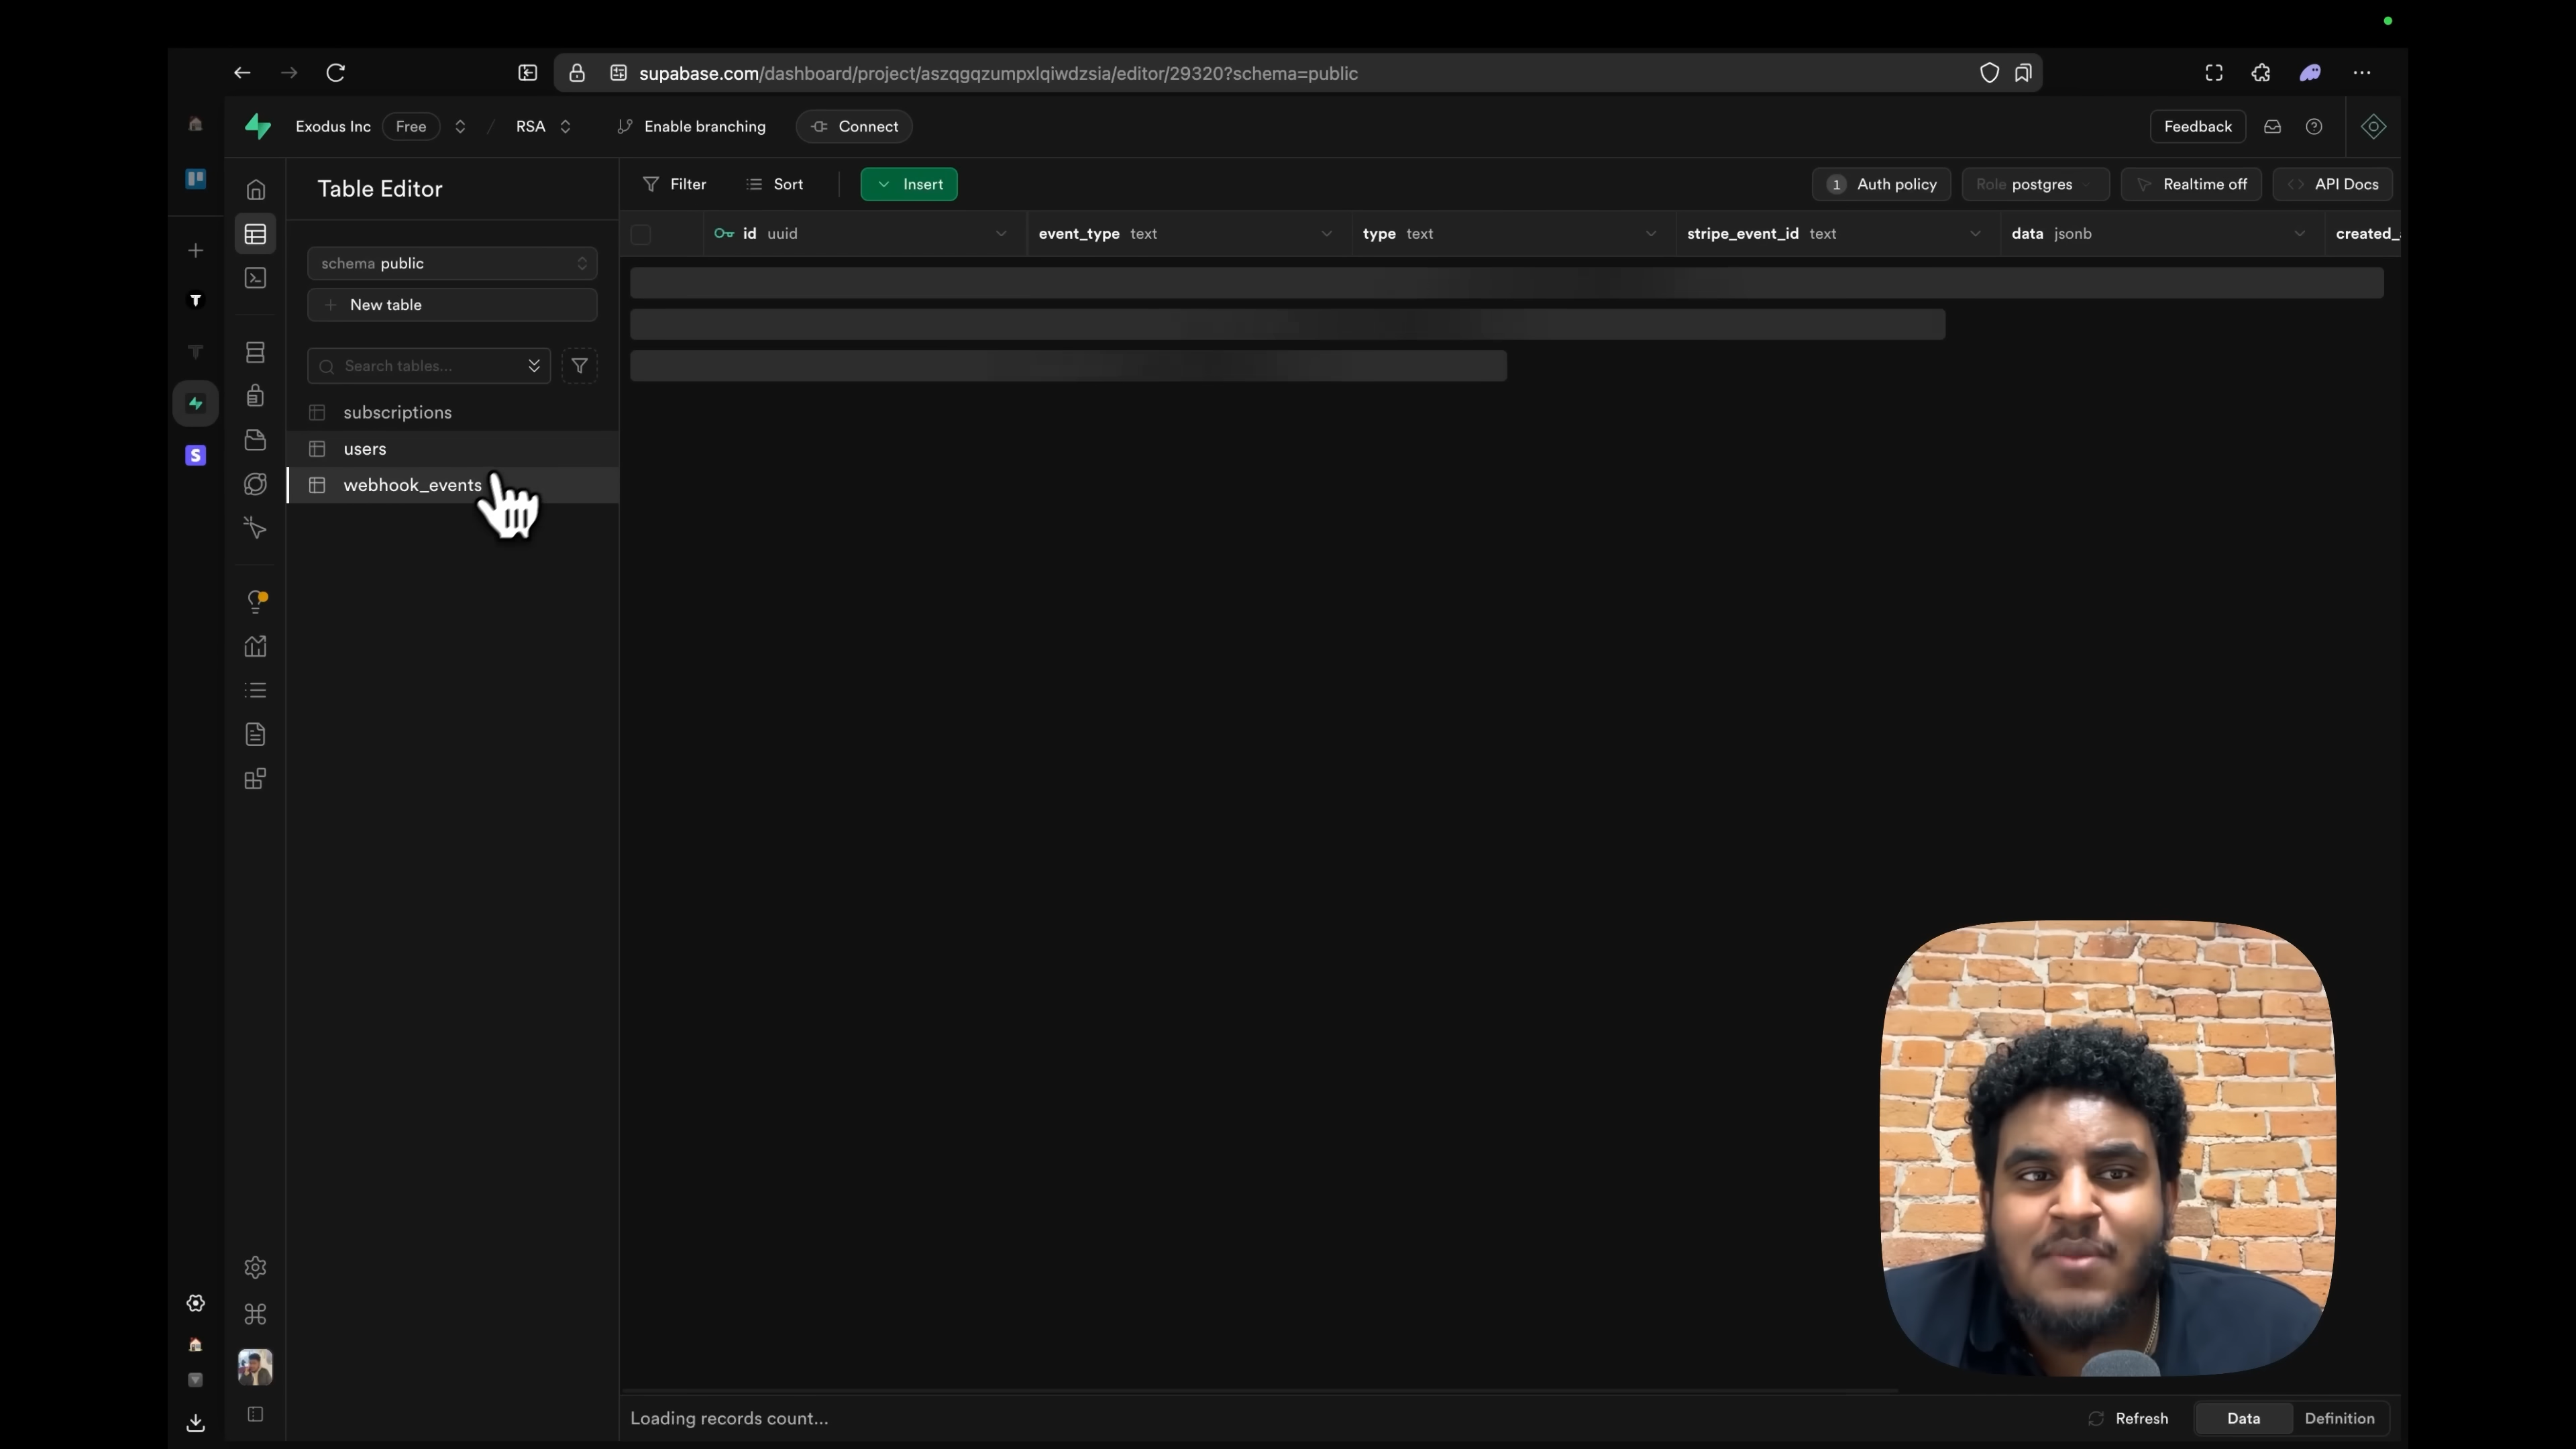 supabase.com/dashboard/project/aszqgqzumpxlqiwdzsia/editor/29320?schema=public
Exodus Inc Free / RSA Enable branching Connect Feedback
Table Editor
Filter Sort Insert 1 Auth policy Role postgres Realtime off API Docs
id uuid event_type text type text stripe_event_id text data jsonb created_
schema public
New table
Search tables...
subscriptions
users
webhook_events
T
T
S
Loading records count... Refresh Data Definition